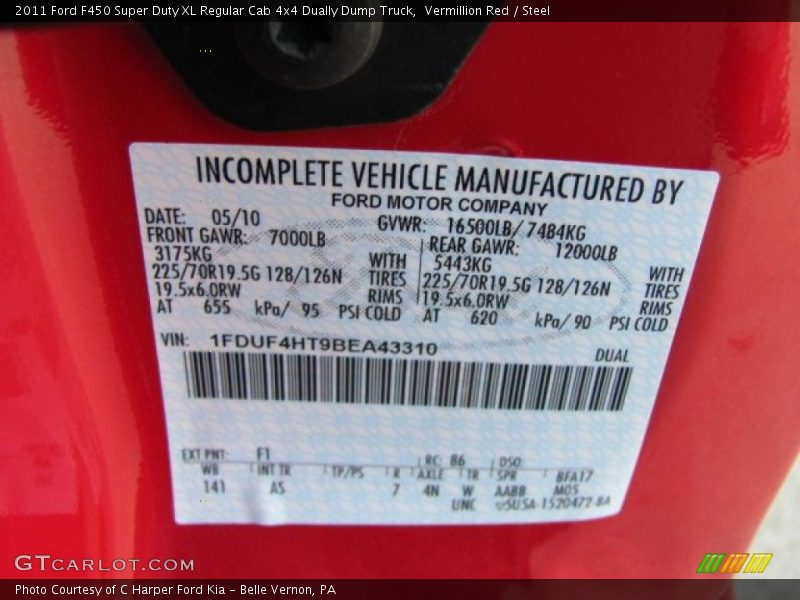 2011 Ford F450 Super Duty XL Regular Cab 4x4 Dually Dump Truck, Vermillion Red / Steel
INCOMPLETE VEHICLE MANUFACTURED BY
FORD MOTOR COMPANY
DATE: 05/10 GVWR: 16500LB/ 7484KG
FRONT GAWR: 7000LB REAR GAWR: 12000LB
3175KG WITH 5443KG WITH
225/70R19.5G 128/126N TIRES 225/70R19.5G 128/126N TIRES
19.5x6.0RW RIMS 19.5x6.0RW RIMS
AT 655 kPa/ 95 PSI COLD AT 620 kPa/ 90 PSI COLD
VIN: 1FDUF4HT9BEA43310 DUAL
EXT PNT: F1 RC: 86 DSO:
WB INT TR TP/PS R AXLE TR SPR BFA17
141 AS 7 4N W AABB M05
UNC 5U5A-1520472-BA
GTCARLOT.COM
Photo Courtesy of C Harper Ford Kia - Belle Vernon, PA